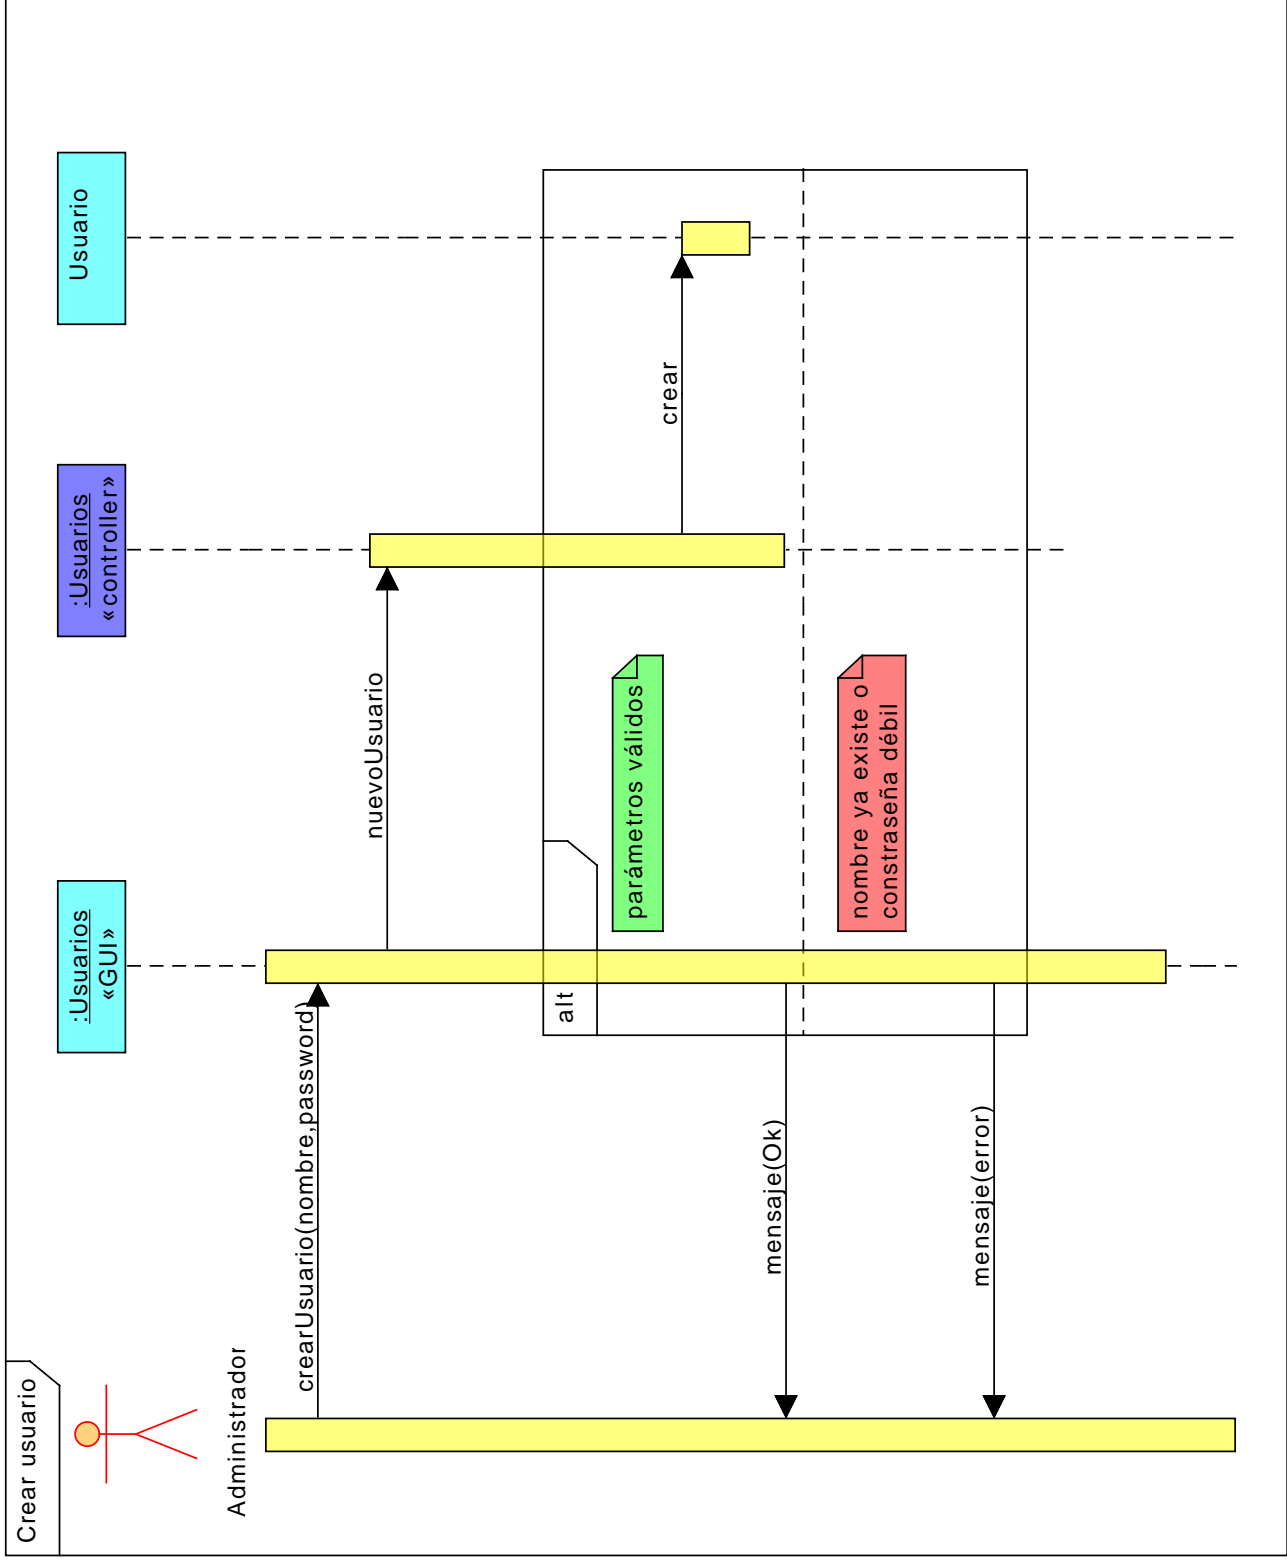 Crear usuario
Administrador
:Usuarios
«GUI»
:Usuarios
«controller»
Usuario
crearUsuario(nombre,password)
nuevoUsuario
alt
parámetros válidos
crear
mensaje(Ok)
nombre ya existe o
constraseña débil
mensaje(error)